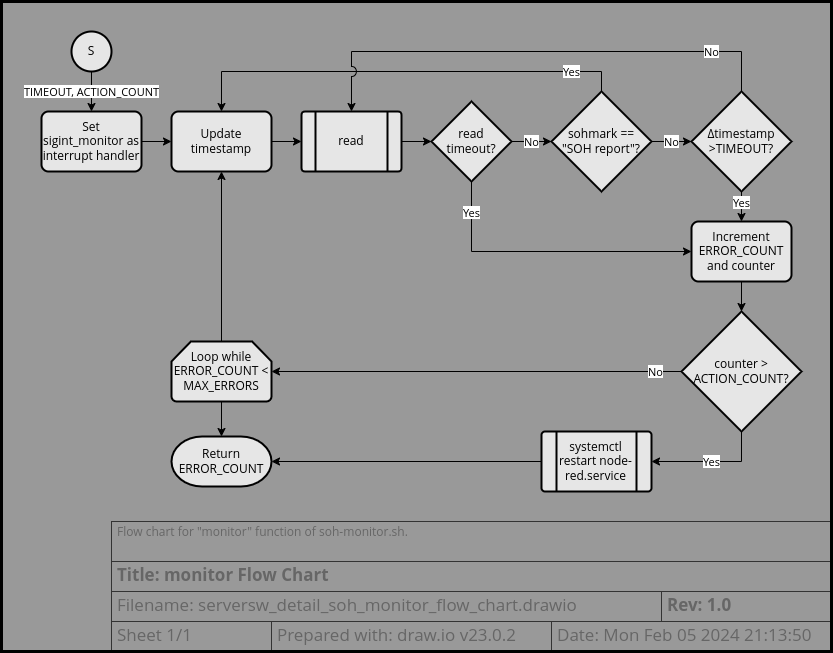 S
No
Yes
TIMEOUT, ACTION_COUNT
Set
sigint_monitor as
interrupt handler
Update
timestamp
read
read
timeout?
No
sohmark ==
"SOH report"?
No
Δtimestamp
>TIMEOUT?
Yes
Yes
Increment
ERROR_COUNT
and counter
Loop while
ERROR_COUNT <
MAX_ERRORS
No
counter >
ACTION_COUNT?
Return
ERROR_COUNT
systemctl
restart node-
red.service
Yes
Flow chart for "monitor" function of soh-monitor.sh.
Title: monitor Flow Chart
Filename: serversw_detail_soh_monitor_flow_chart.drawio
Rev: 1.0
Sheet 1/1
Prepared with: draw.io v23.0.2
Date: Mon Feb 05 2024 21:13:50